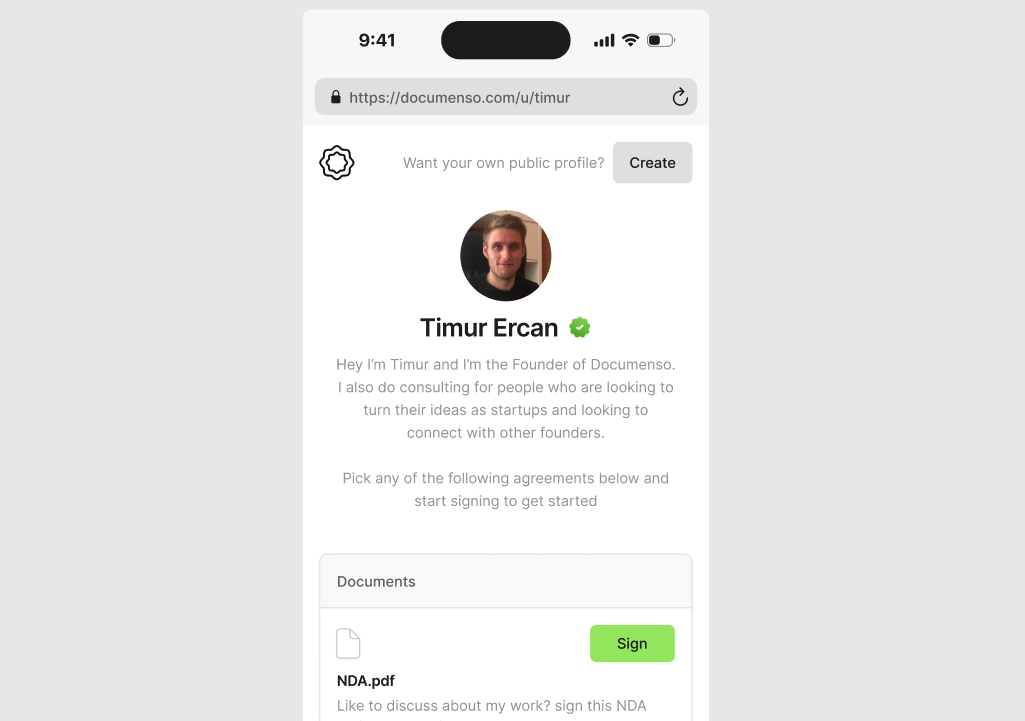 9:41
https://documenso.com/u/timur
Want your own public profile?
Create
Timur Ercan
Hey I'm Timur and I'm the Founder of Documenso.
I also do consulting for people who are looking to
turn their ideas as startups and looking to
connect with other founders.
Pick any of the following agreements below and
start signing to get started
Documents
Sign
NDA.pdf
Like to discuss about my work? sign this NDA